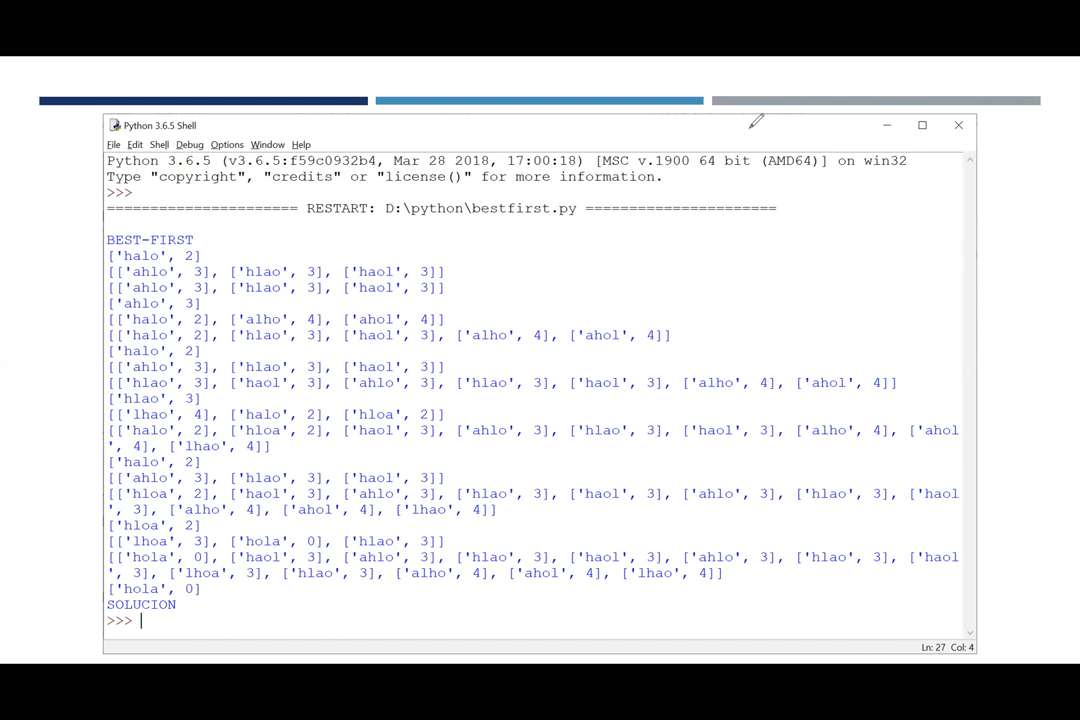 Python 3.6.5 Shell
File Edit Shell Debug Options Window Help
Python 3.6.5 (v3.6.5:f59c0932b4, Mar 28 2018, 17:00:18) [MSC v.1900 64 bit (AMD64)] on win32
Type "copyright", "credits" or "license()" for more information.
>>>
====================== RESTART: D:\python\bestfirst.py ======================
BEST-FIRST
['halo', 2]
[['ahlo', 3], ['hlao', 3], ['haol', 3]]
[['ahlo', 3], ['hlao', 3], ['haol', 3]]
['ahlo', 3]
[['halo', 2], ['alho', 4], ['ahol', 4]]
[['halo', 2], ['hlao', 3], ['haol', 3], ['alho', 4], ['ahol', 4]]
['halo', 2]
[['ahlo', 3], ['hlao', 3], ['haol', 3]]
[['hlao', 3], ['haol', 3], ['ahlo', 3], ['hlao', 3], ['haol', 3], ['alho', 4], ['ahol', 4]]
['hlao', 3]
[['lhao', 4], ['halo', 2], ['hloa', 2]]
[['halo', 2], ['hloa', 2], ['haol', 3], ['ahlo', 3], ['hlao', 3], ['haol', 3], ['alho', 4], ['ahol
', 4], ['lhao', 4]]
['halo', 2]
[['ahlo', 3], ['hlao', 3], ['haol', 3]]
[['hloa', 2], ['haol', 3], ['ahlo', 3], ['hlao', 3], ['haol', 3], ['ahlo', 3], ['hlao', 3], ['haol
', 3], ['alho', 4], ['ahol', 4], ['lhao', 4]]
['hloa', 2]
[['lhoa', 3], ['hola', 0], ['hlao', 3]]
[['hola', 0], ['haol', 3], ['ahlo', 3], ['hlao', 3], ['haol', 3], ['ahlo', 3], ['hlao', 3], ['haol
', 3], ['lhoa', 3], ['hlao', 3], ['alho', 4], ['ahol', 4], ['lhao', 4]]
['hola', 0]
SOLUCION
>>>
Ln: 27 Col: 4